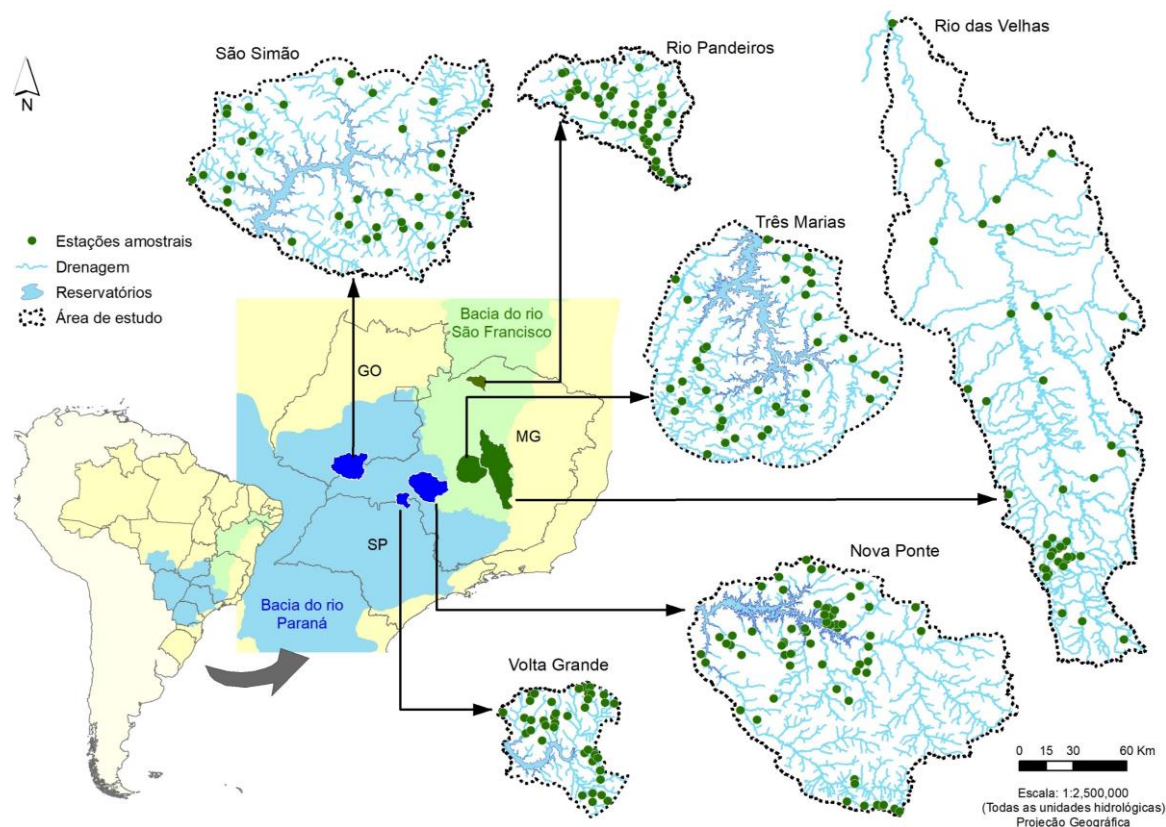 São Simão
Rio Pandeiros
Rio das Velhas
N
Três Marias
Estações amostrais
Drenagem
Reservatórios
Área de estudo
Bacia do rio
São Francisco
GO
MG
SP
Bacia do rio
Paraná
Nova Ponte
Volta Grande
0 15 30 60 Km
Escala: 1:2,500,000
(Todas as unidades hidrológicas)
Projeção Geográfica